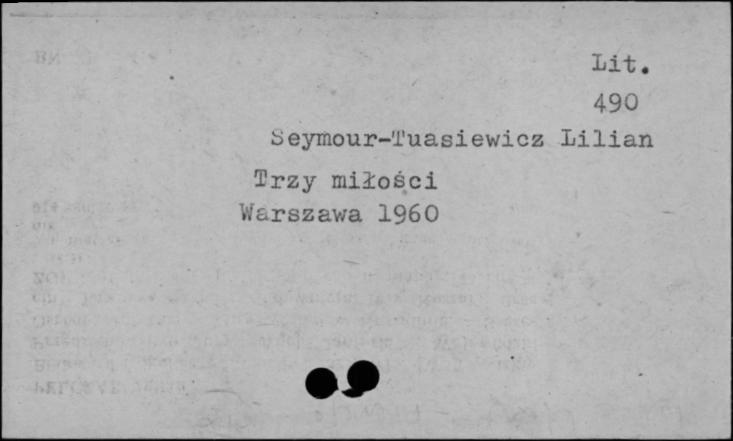 Lit.
490
Seymour-Tuasiewicz Lilian
Trzy miłości
Warszawa 1960